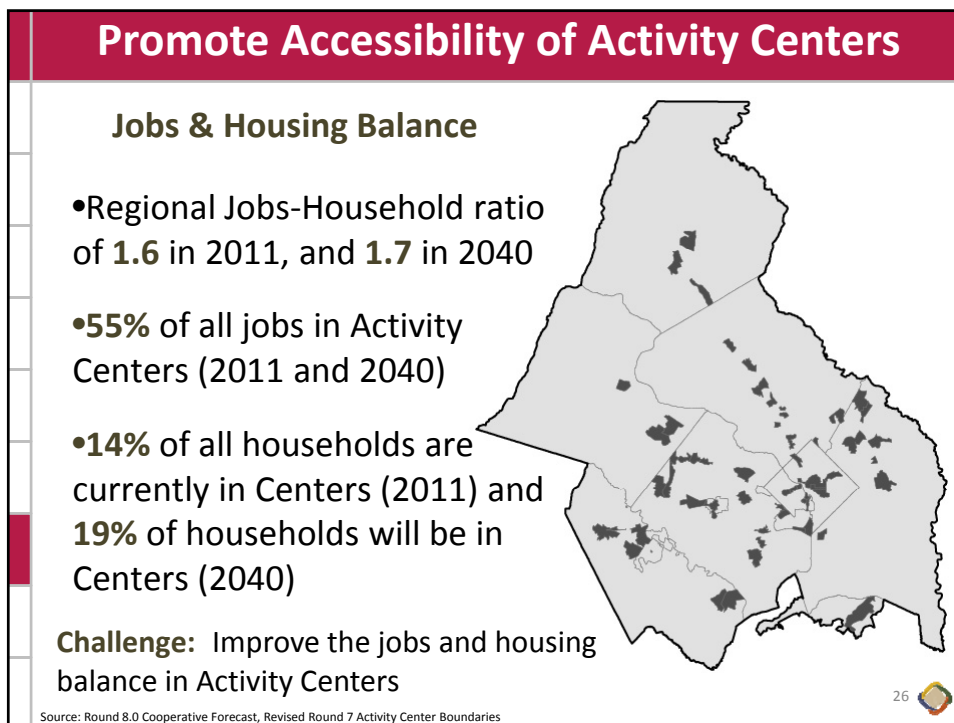 Promote Accessibility of Activity Centers
Jobs & Housing Balance
•Regional Jobs-Household ratio
of 1.6 in 2011, and 1.7 in 2040
•55% of all jobs in Activity
Centers (2011 and 2040)
•14% of all households are
currently in Centers (2011) and
19% of households will be in
Centers (2040)
Challenge: Improve the jobs and housing
balance in Activity Centers
26
Source: Round 8.0 Cooperative Forecast, Revised Round 7 Activity Center Boundaries